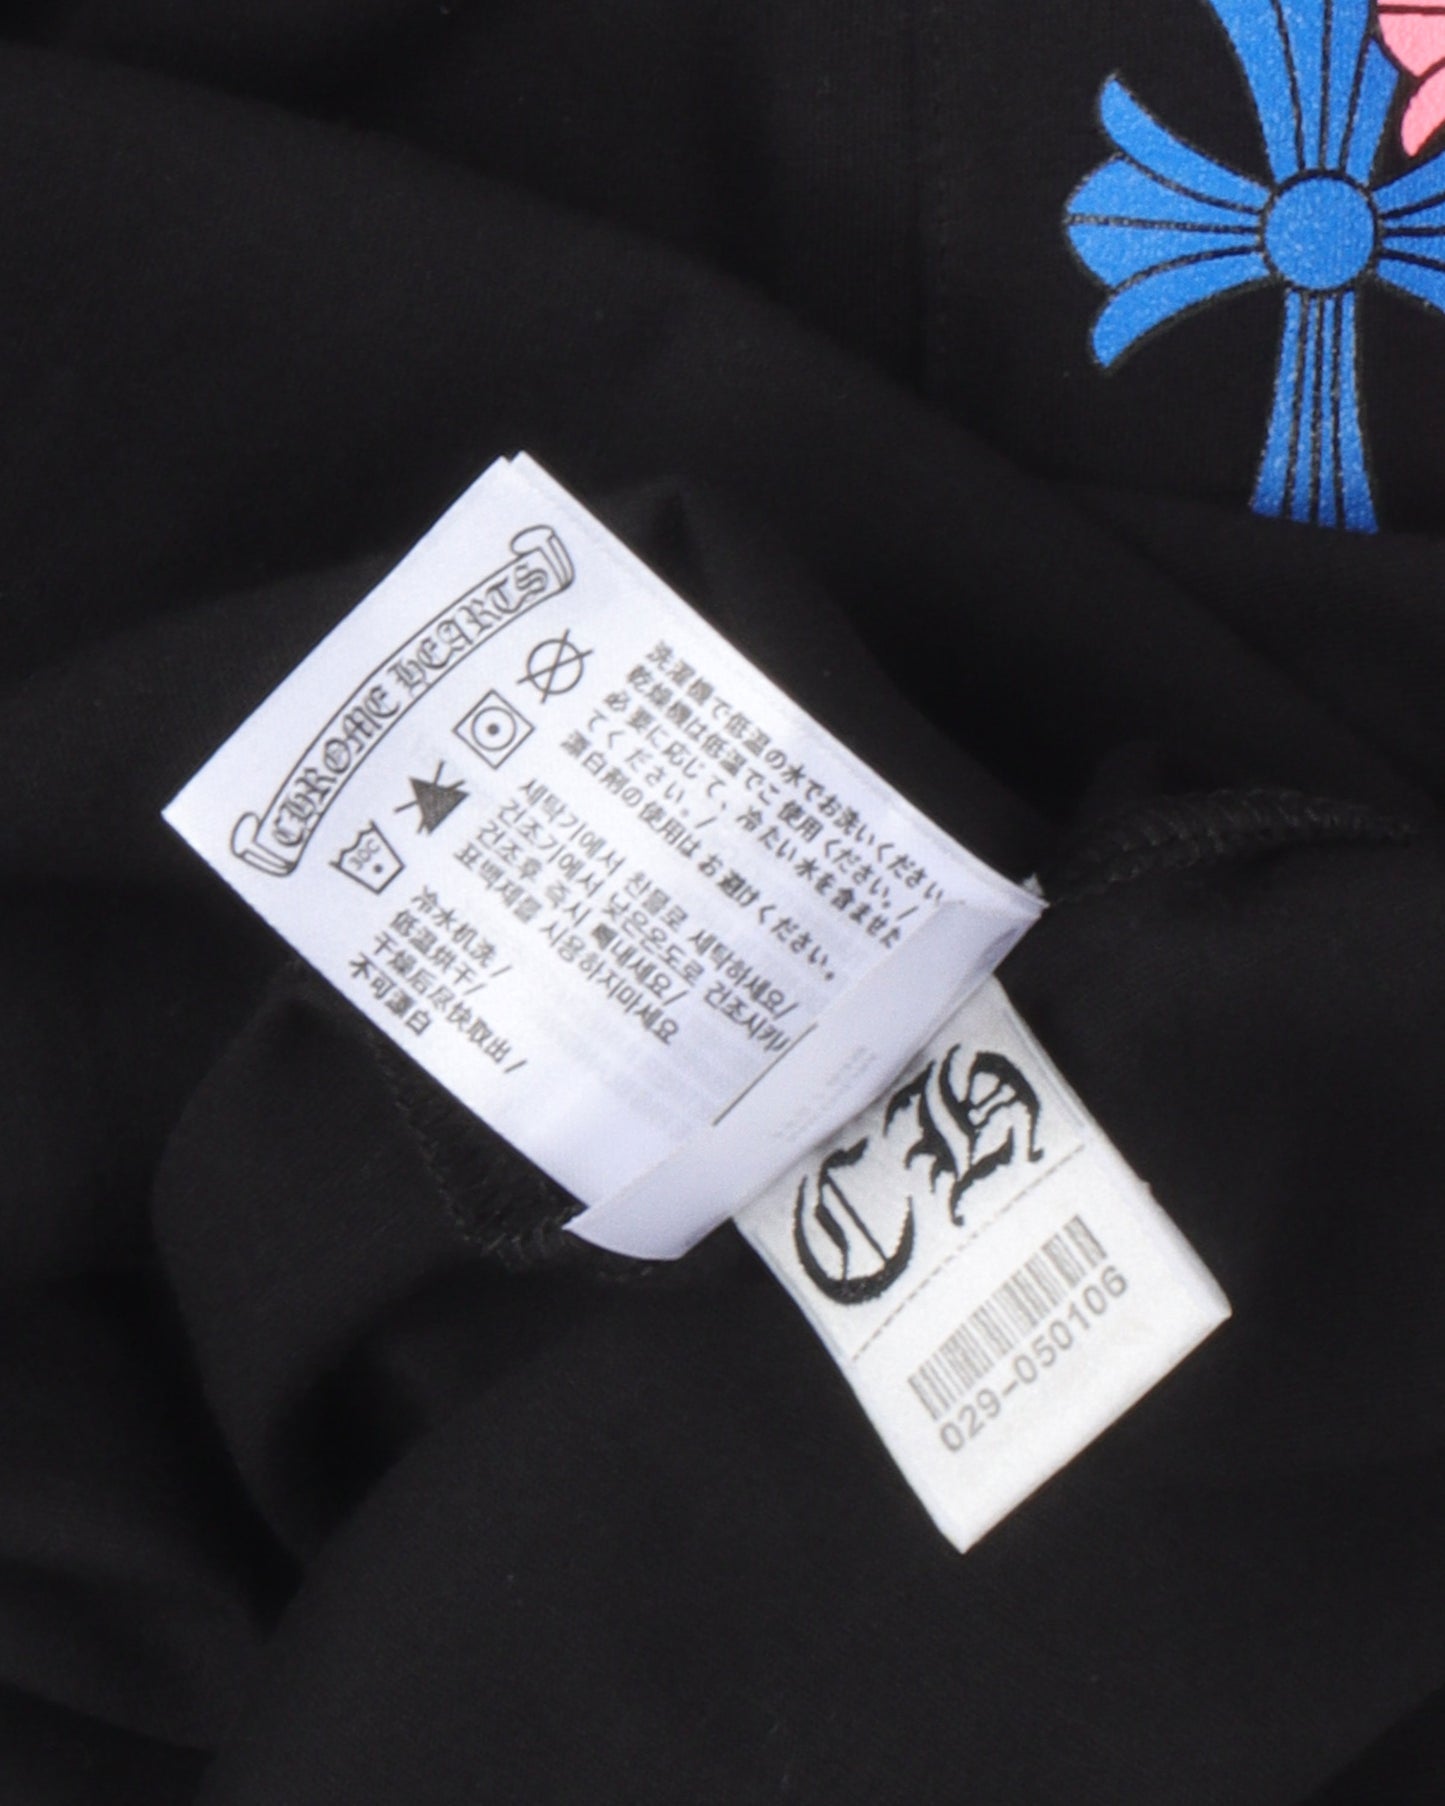 CHROME HEARTS
30C
洗濯機で低温の水でお洗いください。
乾燥機は低温でご使用ください。/
必要に応じて，冷たい水を含ませた
てください。/
漂白剤の使用はお避けください。
세탁기에서 찬물로 세탁하세요/
건조기에서 낮은온도로 건조시키
건조후 즉시 빼내세요/
표백제를 사용하지마세요
冷水机洗/
低温烘干/
干燥后尽快取出/
不可漂白
CH
029-050106